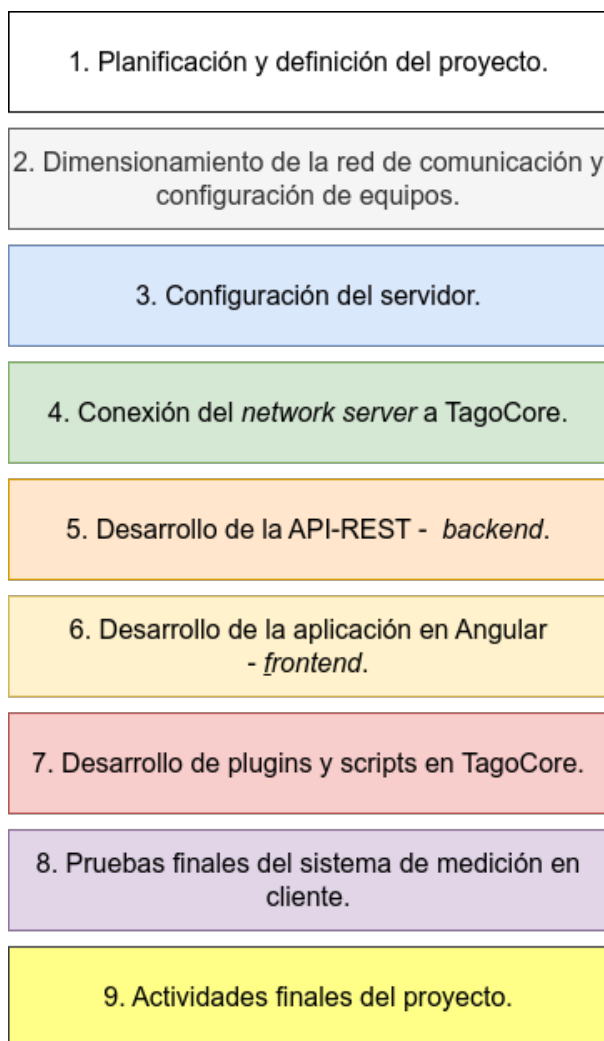 1. Planificación y definición del proyecto.
2. Dimensionamiento de la red de comunicación y
configuración de equipos.
3. Configuración del servidor.
4. Conexión del network server a TagoCore.
5. Desarrollo de la API-REST - backend.
6. Desarrollo de la aplicación en Angular
- frontend.
7. Desarrollo de plugins y scripts en TagoCore.
8. Pruebas finales del sistema de medición en
cliente.
9. Actividades finales del proyecto.